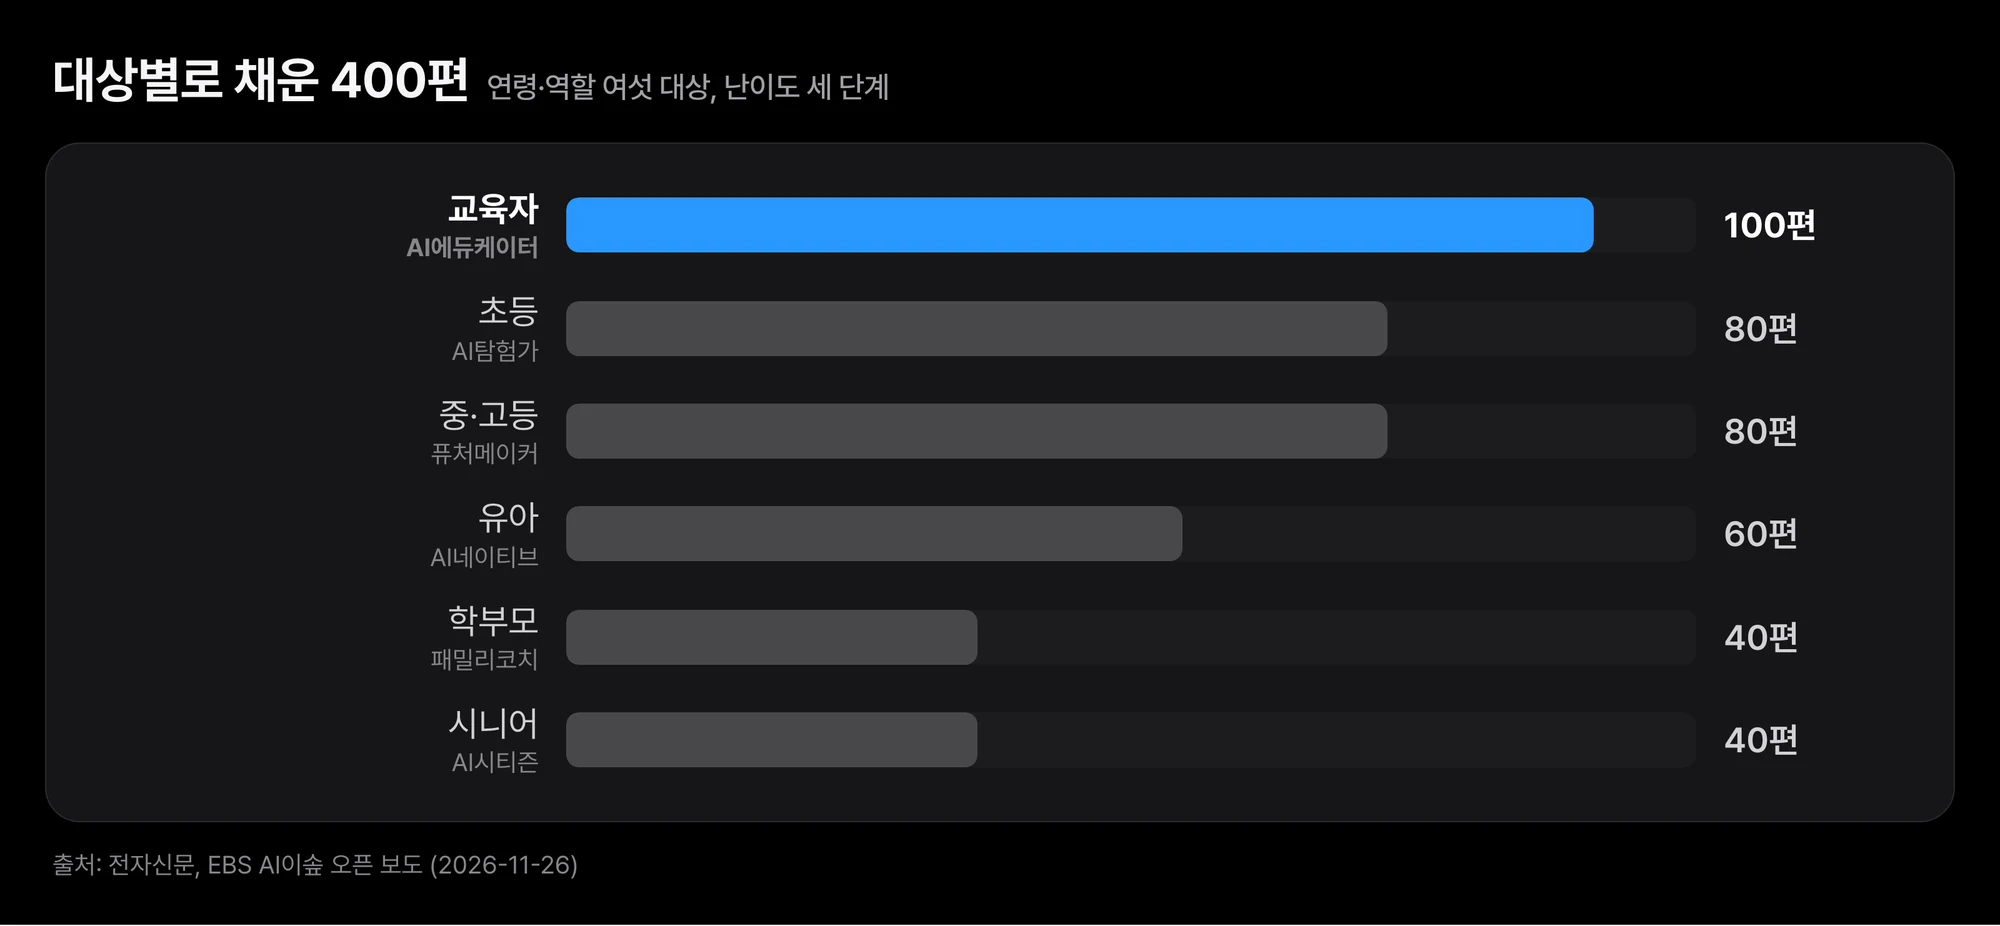 대상별로 채운 400편 연령·역할 여섯 대상, 난이도 세 단계
교육자
AI에듀케이터
100편
초등
AI탐험가
80편
중·고등
퓨처메이커
80편
유아
AI네이티브
60편
학부모
패밀리코치
40편
시니어
AI시티즌
40편
출처: 전자신문, EBS AI이솦 오픈 보도 (2026-11-26)